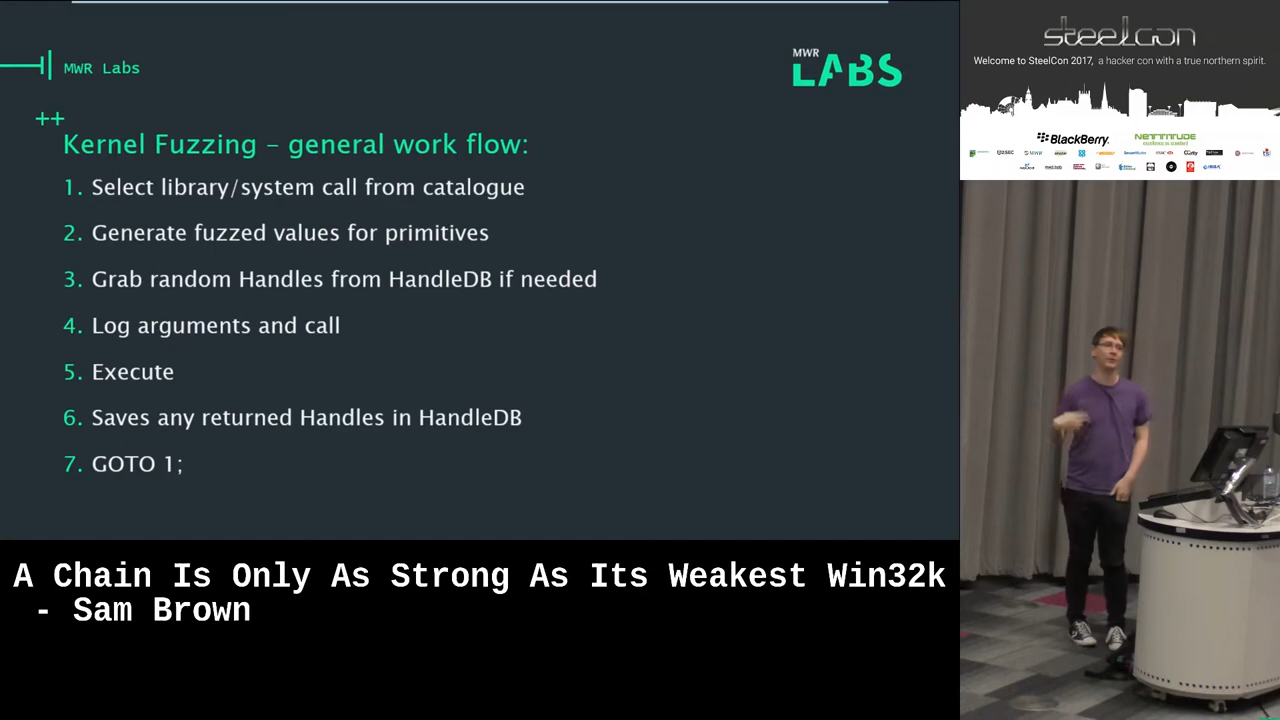 MWR Labs
MWR
LABS
++
Kernel Fuzzing – general work flow:
1. Select library/system call from catalogue
2. Generate fuzzed values for primitives
3. Grab random Handles from HandleDB if needed
4. Log arguments and call
5. Execute
6. Saves any returned Handles in HandleDB
7. GOTO 1;
A Chain Is Only As Strong As Its Weakest Win32k
- Sam Brown
steelcon
Welcome to SteelCon 2017, a hacker con with a true northern spirit.
BlackBerry
NETTITUDE